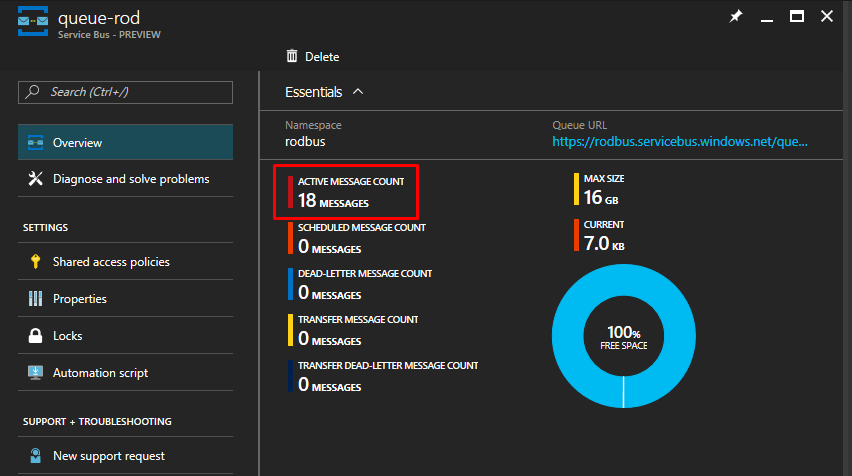 queue-rod
Service Bus - PREVIEW
Delete
Search (Ctrl+/)
Overview
Diagnose and solve problems
SETTINGS
Shared access policies
Properties
Locks
Automation script
SUPPORT + TROUBLESHOOTING
New support request
Essentials
Namespace
rodbus
Queue URL
https://rodbus.servicebus.windows.net/que...
ACTIVE MESSAGE COUNT
18 MESSAGES
SCHEDULED MESSAGE COUNT
0 MESSAGES
DEAD-LETTER MESSAGE COUNT
0 MESSAGES
TRANSFER MESSAGE COUNT
0 MESSAGES
TRANSFER DEAD-LETTER MESSAGE COUNT
0 MESSAGES
MAX SIZE
16 GB
CURRENT
7.0 KB
100%
FREE SPACE